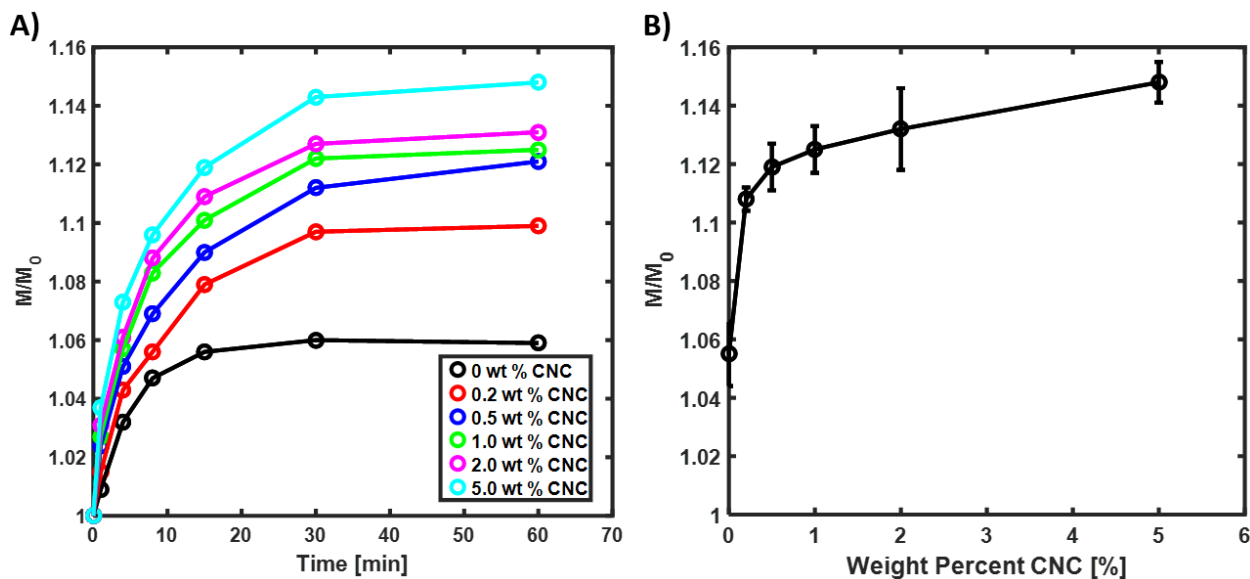 A)
1.16
1.14
1.12
1.1
1.08
1.06
1.04
1.02
1
M/M0
0 10 20 30 40 50 60 70
Time [min]
0 wt % CNC
0.2 wt % CNC
0.5 wt % CNC
1.0 wt % CNC
2.0 wt % CNC
5.0 wt % CNC
B)
1.16
1.14
1.12
1.1
1.08
1.06
1.04
1.02
1
M/M0
0 1 2 3 4 5 6
Weight Percent CNC [%]